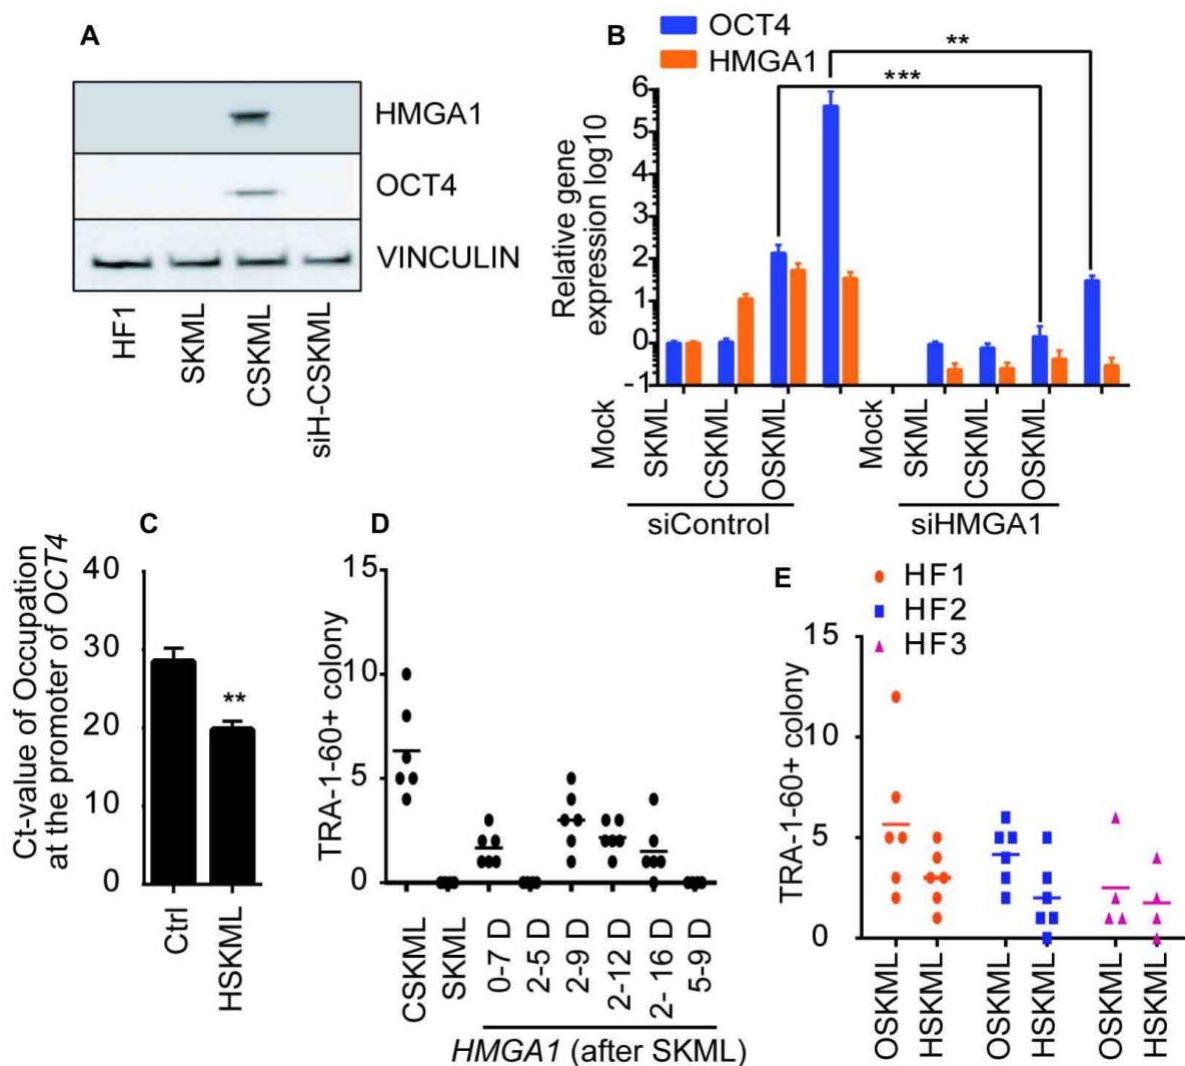 A
HMGA1
OCT4
VINCULIN
HF1
SKML
CSKML
siH-CSKML
B
OCT4
HMGA1
**
***
Relative gene
expression log10
6
5
4
3
2
1
0
-1
Mock
SKML
CSKML
OSKML
Mock
SKML
CSKML
OSKML
siControl
siHMGA1
C
Ct-value of Occupation
at the promoter of OCT4
40
30
20
10
0
**
Ctrl
HSKML
D
TRA-1-60+ colony
15
10
5
0
CSKML
SKML
0-7 D
2-5 D
2-9 D
2-12 D
2- 16 D
5-9 D
HMGA1 (after SKML)
E
HF1
HF2
HF3
TRA-1-60+ colony
15
10
5
0
OSKML
HSKML
OSKML
HSKML
OSKML
HSKML